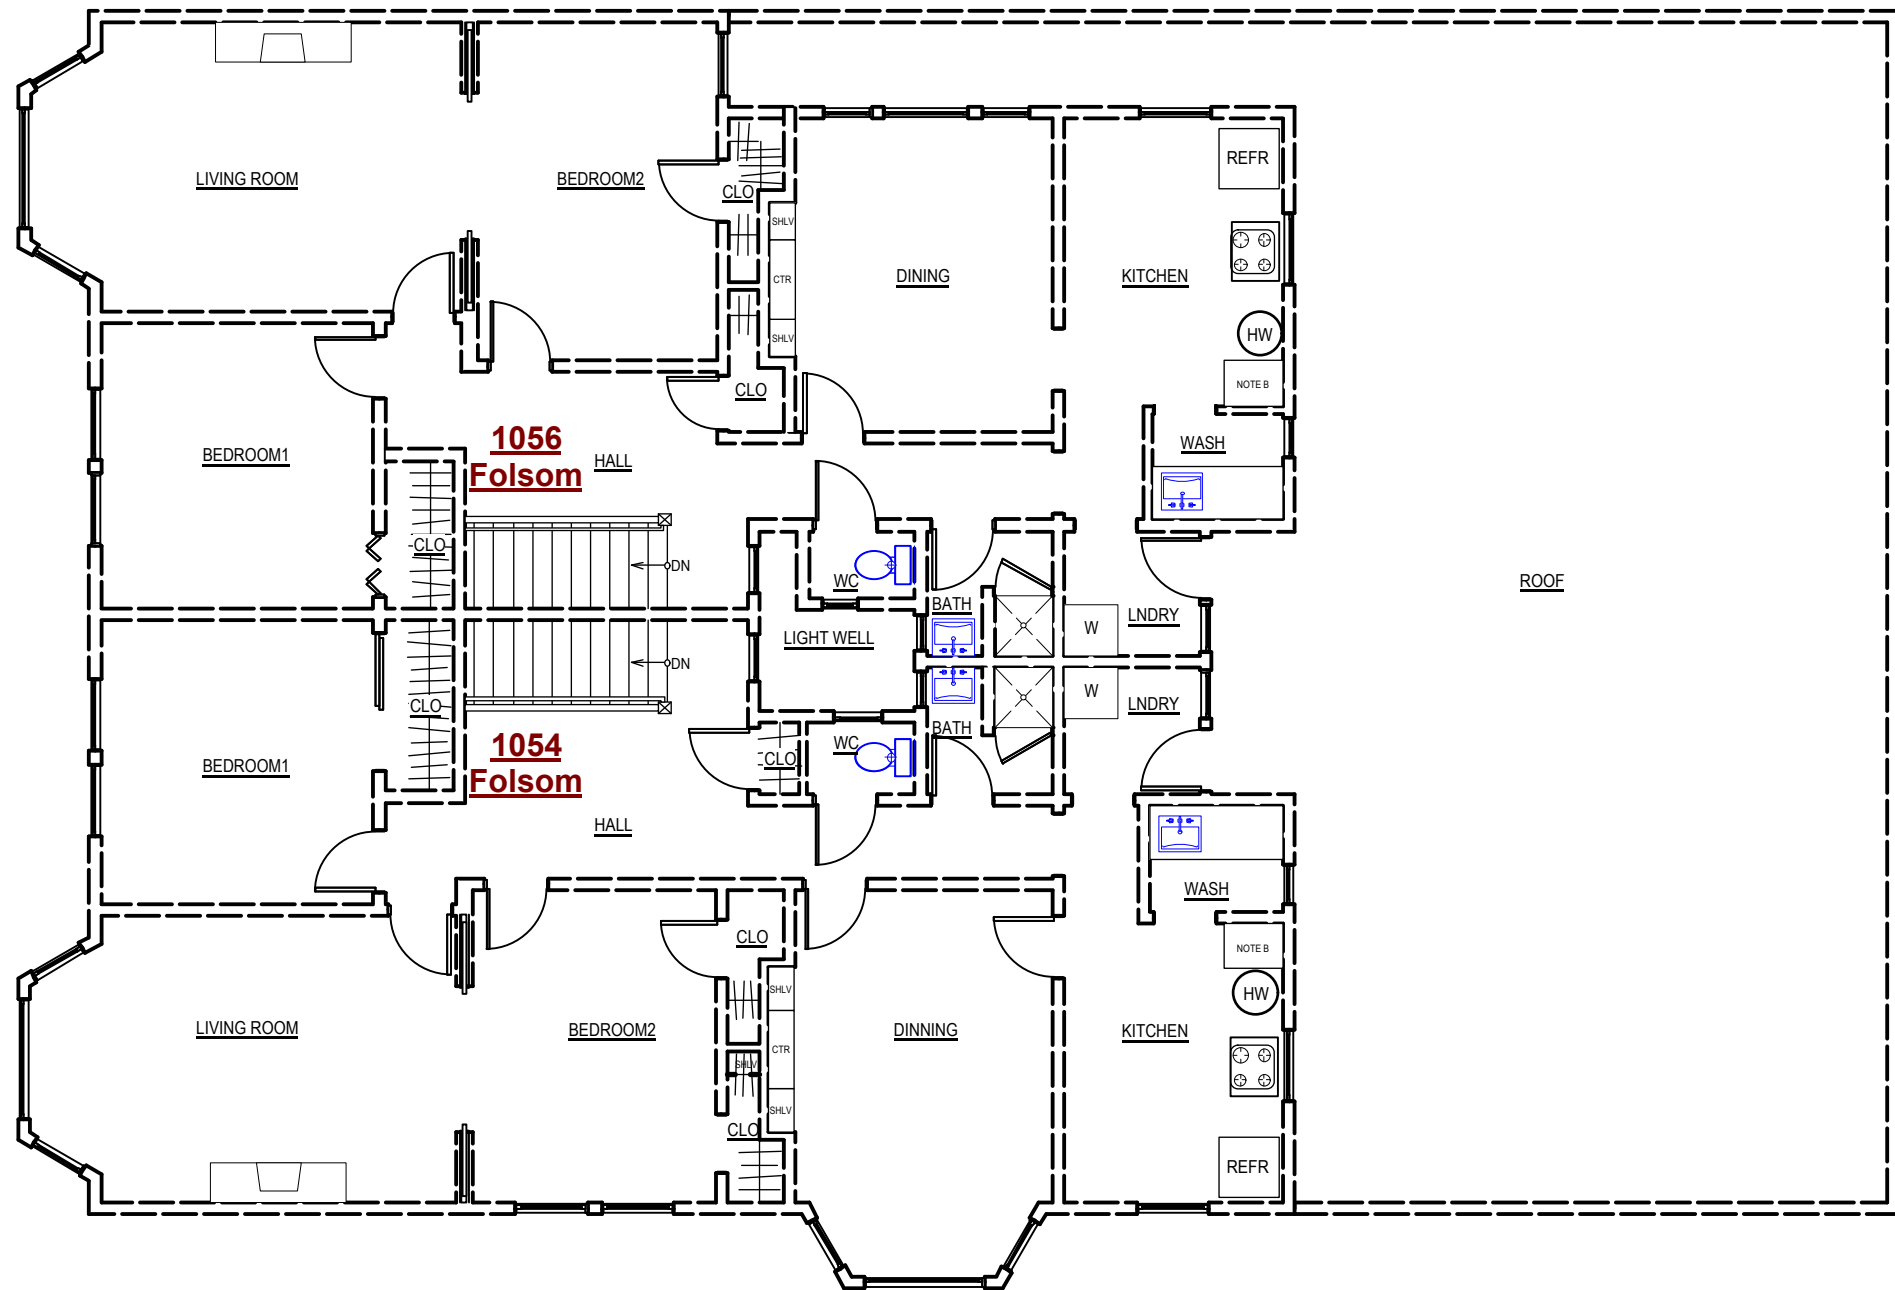 LIVING ROOM
BEDROOM2
CLO
SHLV
CTR
SHLV
CLO
DINING
KITCHEN
REFR
HW
NOTE B
WASH
BEDROOM1
1056
Folsom
HALL
CLO
DN
WC
BATH
W
LNDRY
ROOF
LIGHT WELL
DN
CLO
W
LNDRY
BATH
WC
CLO
BEDROOM1
1054
Folsom
HALL
WASH
NOTE B
HW
CLO
SHLV
CTR
SHLV
SHLV
CLO
LIVING ROOM
BEDROOM2
DINNING
KITCHEN
REFR